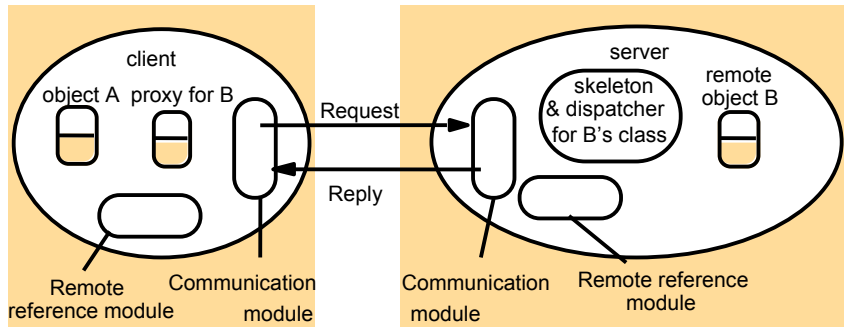 client
object A
proxy for B
Request
Reply
Remote
reference module
Communication
module
server
skeleton
& dispatcher
for B's class
remote
object B
Communication
module
Remote reference
module